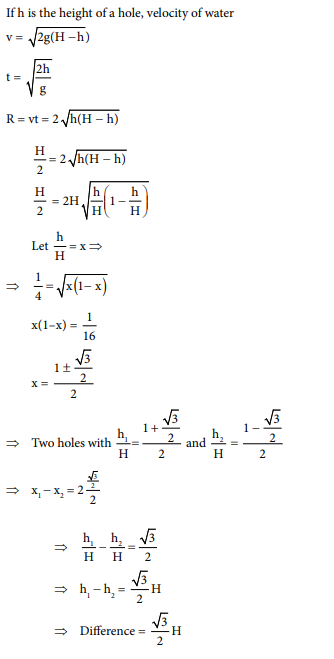 If h is the height of a hole, velocity of water
v = √(2g(H – h))
t = √(2h/g)
R = vt = 2√(h(H – h))
H/2 = 2√(h(H – h))
H/2 = 2H√(h/H(1 – h/H))
Let h/H = x ⇒
⇒ 1/4 = √(x(1– x))
x(1–x) = 1/16
x = (1 ± √3/2)/2
⇒ Two holes with h₁/H = (1 + √3/2)/2 and h₂/H = (1 – √3/2)/2
⇒ x₁ – x₂ = 2 (√3/2)/2
⇒ h₁/H – h₂/H = √3/2
⇒ h₁ – h₂ = √3/2 H
⇒ Difference = √3/2 H